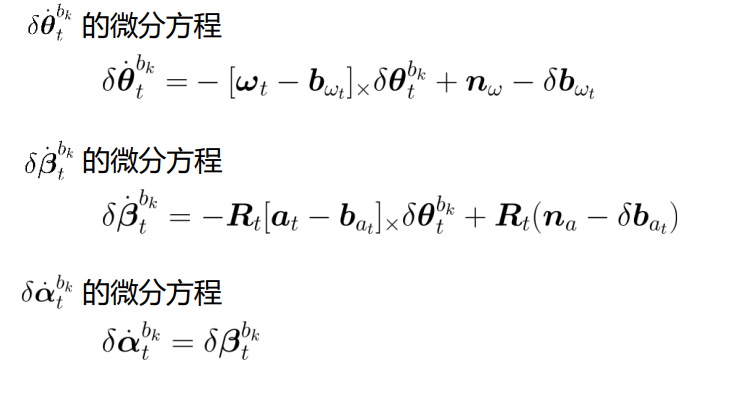 $\delta\dot{\boldsymbol{\theta}}_t^{b_k}$ 的微分方程
$\delta\dot{\boldsymbol{\theta}}_t^{b_k} = -[\boldsymbol{\omega}_t - \boldsymbol{b}_{\omega_t}]_\times \delta\boldsymbol{\theta}_t^{b_k} + \boldsymbol{n}_\omega - \delta\boldsymbol{b}_{\omega_t}$
$\delta\dot{\boldsymbol{\beta}}_t^{b_k}$ 的微分方程
$\delta\dot{\boldsymbol{\beta}}_t^{b_k} = -\boldsymbol{R}_t[\boldsymbol{a}_t - \boldsymbol{b}_{a_t}]_\times \delta\boldsymbol{\theta}_t^{b_k} + \boldsymbol{R}_t(\boldsymbol{n}_a - \delta\boldsymbol{b}_{a_t})$
$\delta\dot{\boldsymbol{\alpha}}_t^{b_k}$ 的微分方程
$\delta\dot{\boldsymbol{\alpha}}_t^{b_k} = \delta\boldsymbol{\beta}_t^{b_k}$